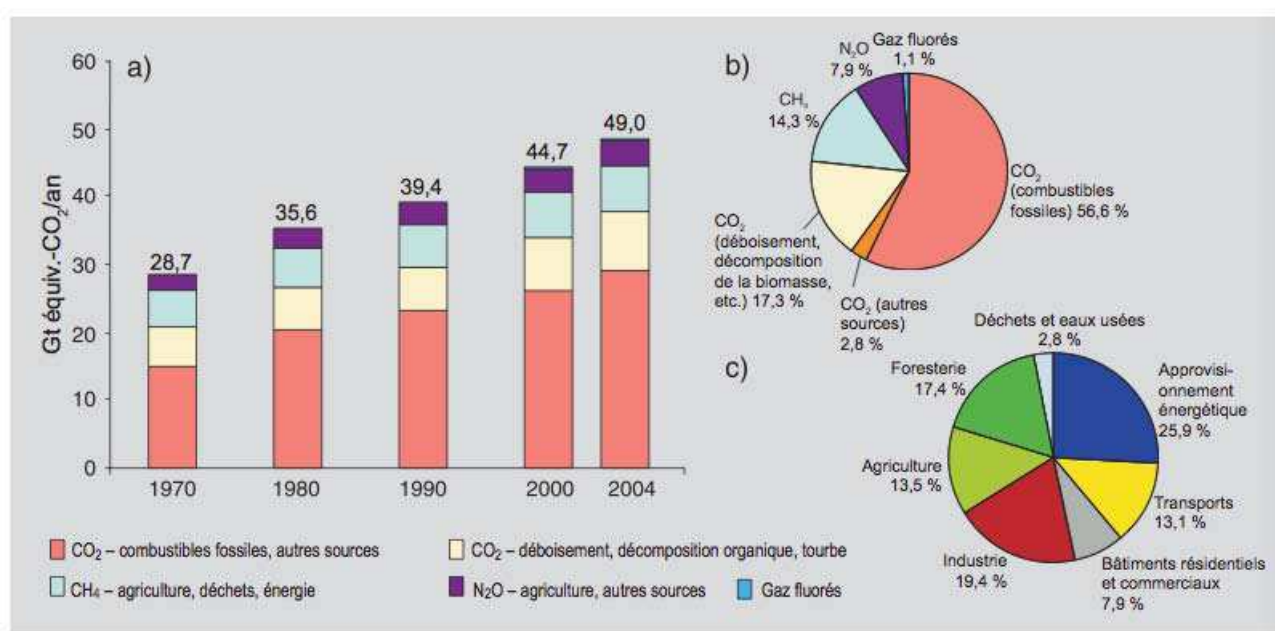 a)
Gt équiv.-CO₂/an
60
50
40
30
20
10
0
28,7
35,6
39,4
44,7
49,0
1970
1980
1990
2000
2004
b)
N₂O
7,9 %
Gaz fluorés
1,1 %
CH₄
14,3 %
CO₂
(combustibles
fossiles) 56,6 %
CO₂
(déboisement,
décomposition
de la biomasse,
etc.) 17,3 %
CO₂ (autres
sources)
2,8 %
c)
Déchets et eaux usées
2,8 %
Foresterie
17,4 %
Approvisi-
onnement
énergétique
25,9 %
Agriculture
13,5 %
Transports
13,1 %
Industrie
19,4 %
Bâtiments résidentiels
et commerciaux
7,9 %
CO₂ – combustibles fossiles, autres sources
CO₂ – déboisement, décomposition organique, tourbe
CH₄ – agriculture, déchets, énergie
N₂O – agriculture, autres sources
Gaz fluorés